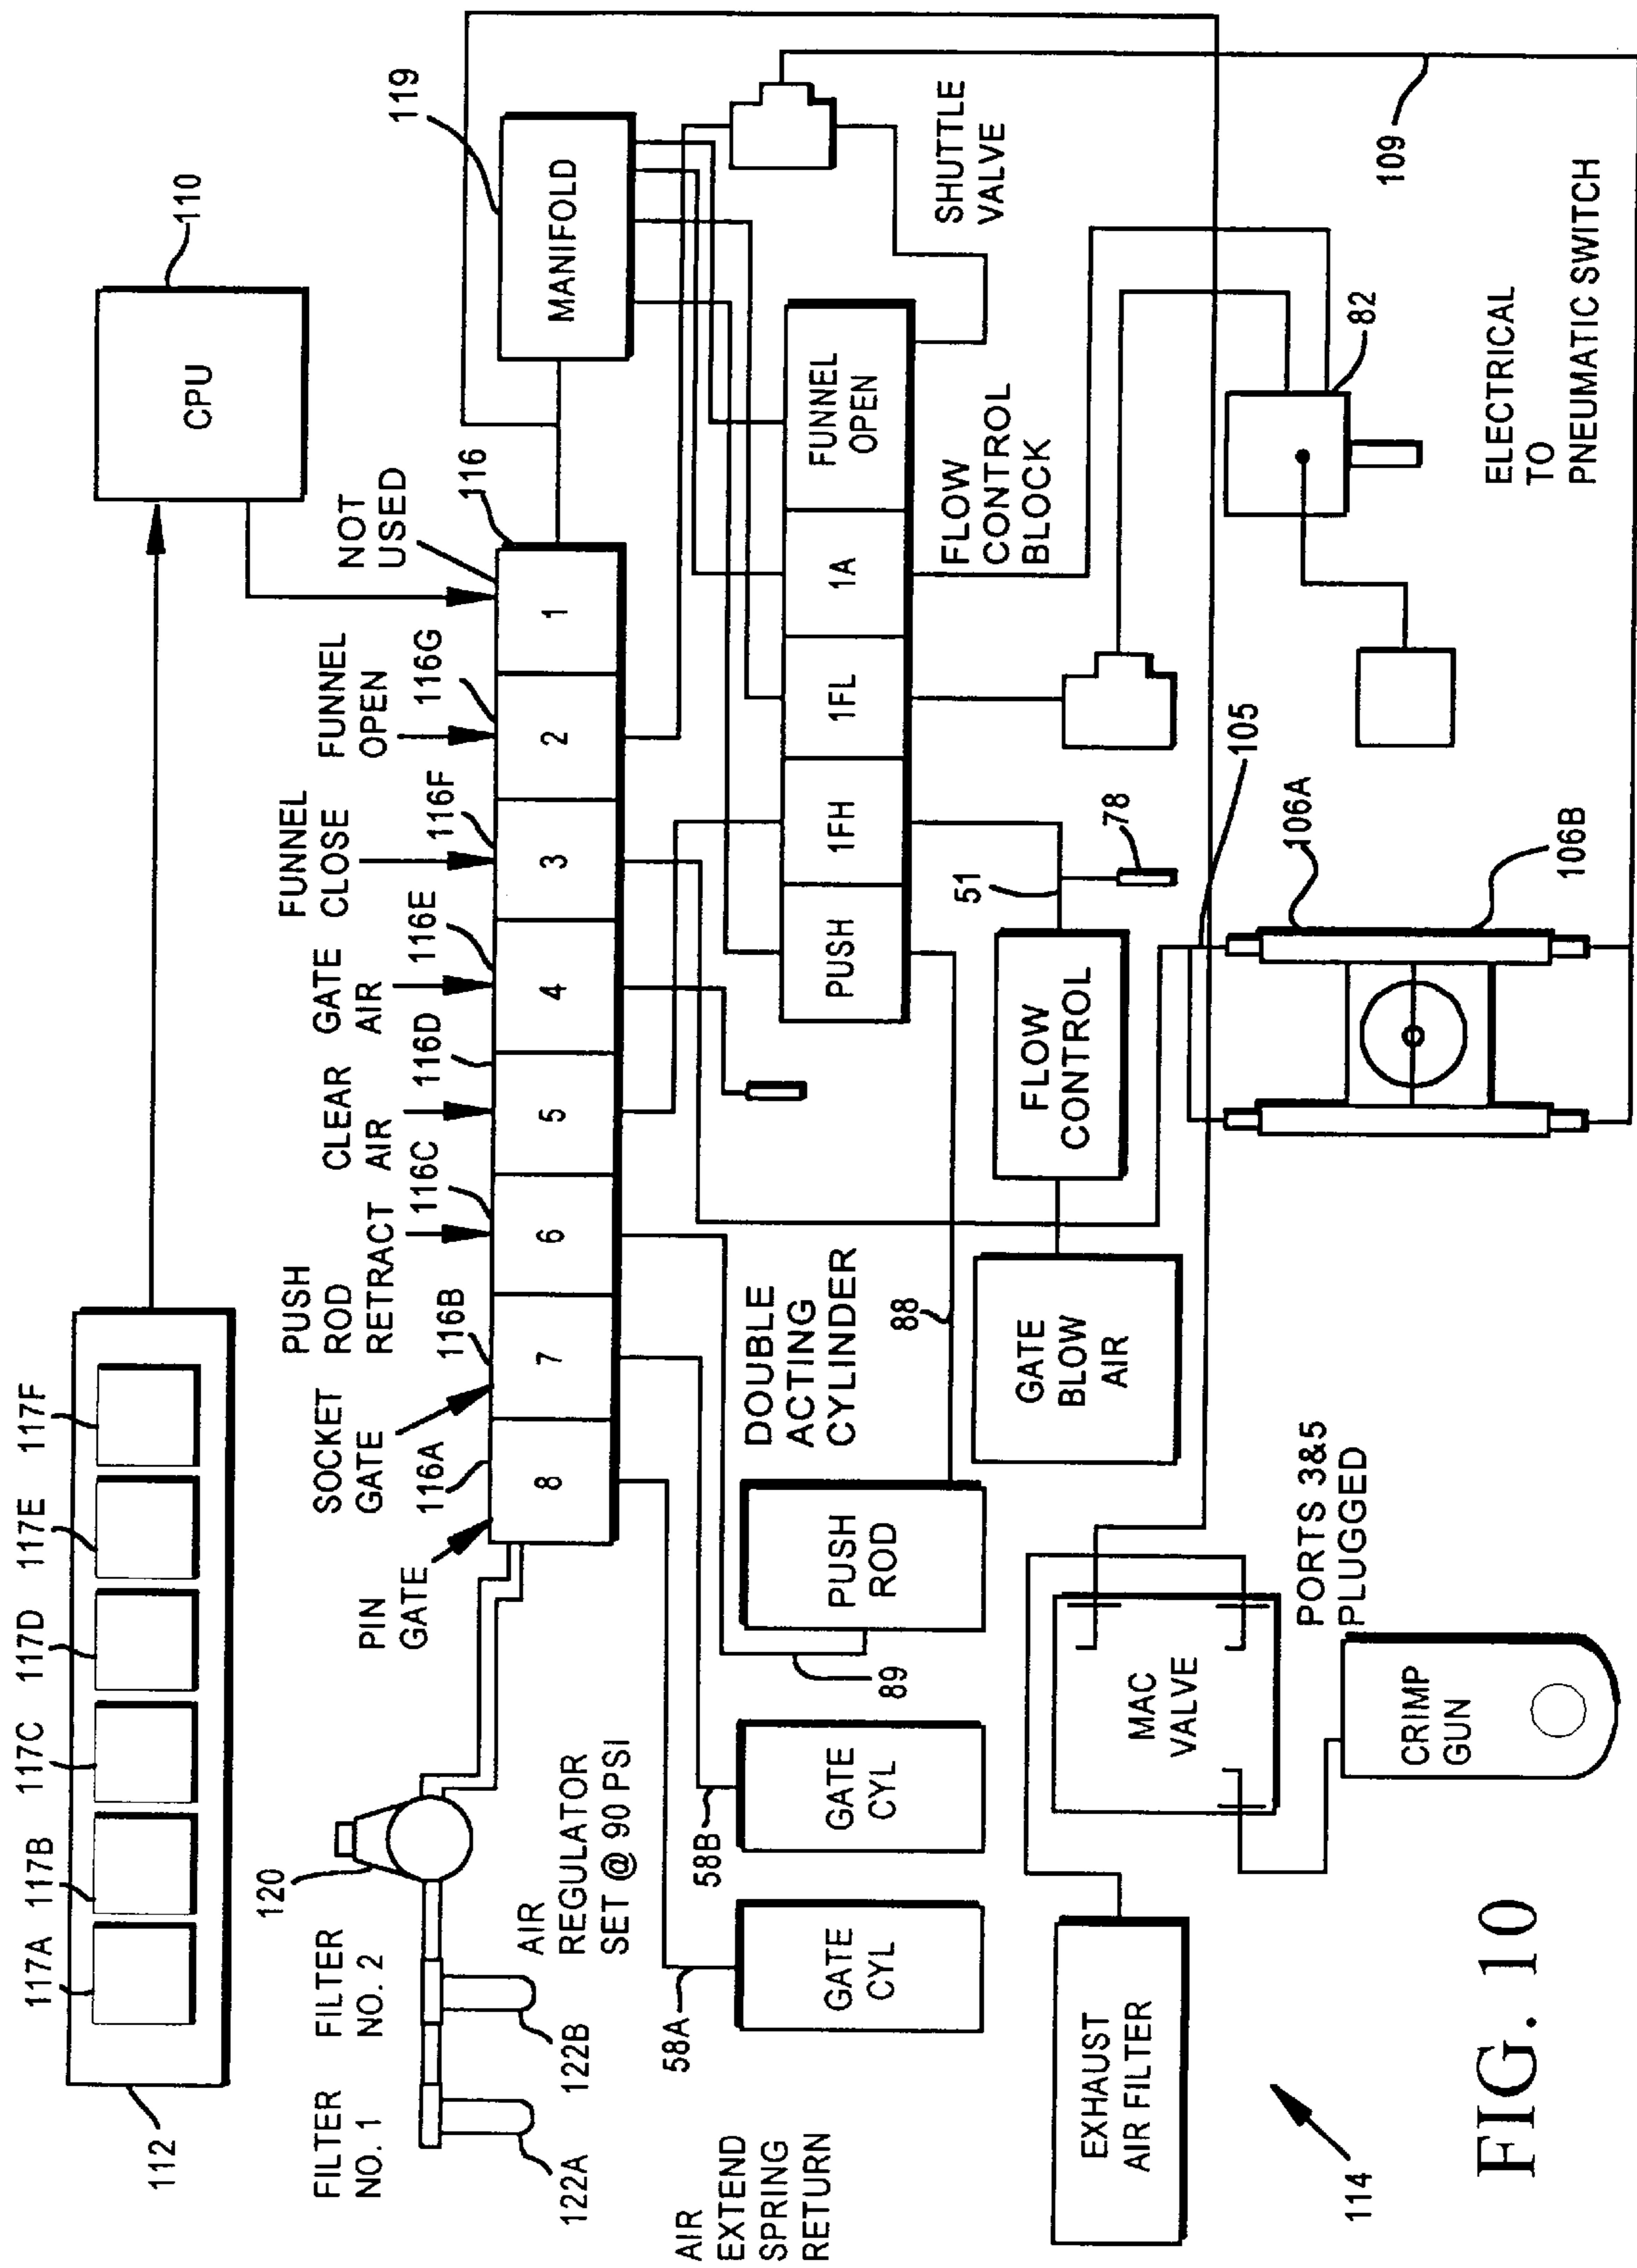 112
117A
117B
117C
117D
117E
117F
CPU
110
FILTER
NO. 1
FILTER
NO. 2
122A
122B
120
AIR
REGULATOR
SET @ 90 PSI
PIN
GATE
116A
SOCKET
GATE
116B
PUSH
ROD
RETRACT
116C
CLEAR
AIR
116D
GATE
AIR
116E
FUNNEL
CLOSE
116F
FUNNEL
OPEN
116G
NOT
USED
116
8
7
6
5
4
3
2
1
MANIFOLD
119
AIR
EXTEND
SPRING
RETURN
58A
GATE
CYL
58B
GATE
CYL
89
PUSH
ROD
DOUBLE
ACTING
CYLINDER
88
PUSH
1FH
1FL
1A
FUNNEL
OPEN
FLOW
CONTROL
BLOCK
SHUTTLE
VALVE
EXHAUST
AIR FILTER
MAC
VALVE
PORTS 3&5
PLUGGED
GATE
BLOW
AIR
FLOW
CONTROL
51
78
105
106A
106B
82
109
ELECTRICAL
TO
PNEUMATIC SWITCH
CRIMP
GUN
114
FIG. 10